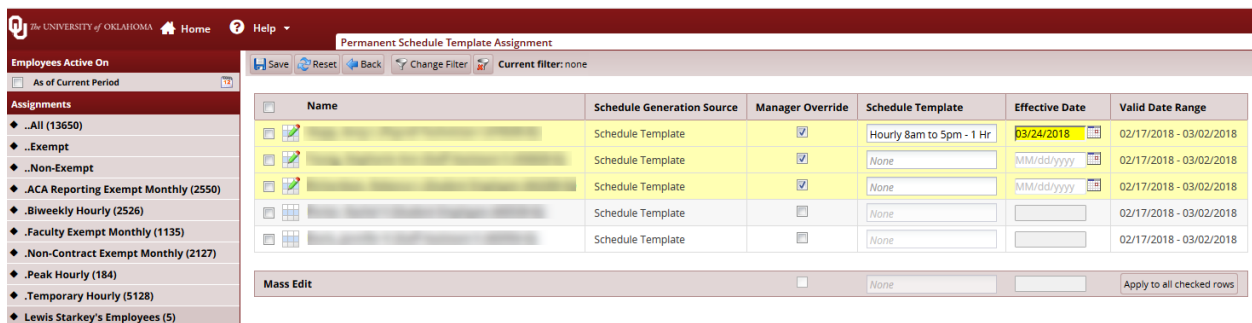 The UNIVERSITY of OKLAHOMA Home ? Help
Permanent Schedule Template Assignment
Employees Active On
As of Current Period
Save Reset Back Change Filter Current filter: none
Assignments
..All (13650)
..Exempt
..Non-Exempt
.ACA Reporting Exempt Monthly (2550)
.Biweekly Hourly (2526)
.Faculty Exempt Monthly (1135)
.Non-Contract Exempt Monthly (2127)
.Peak Hourly (184)
.Temporary Hourly (5128)
Lewis Starkey's Employees (5)
Name Schedule Generation Source Manager Override Schedule Template Effective Date Valid Date Range
Schedule Template Hourly 8am to 5pm - 1 Hr 03/24/2018 02/17/2018 - 03/02/2018
Schedule Template None MM/dd/yyyy 02/17/2018 - 03/02/2018
Schedule Template None MM/dd/yyyy 02/17/2018 - 03/02/2018
Schedule Template None 02/17/2018 - 03/02/2018
Schedule Template None 02/17/2018 - 03/02/2018
Mass Edit None Apply to all checked rows